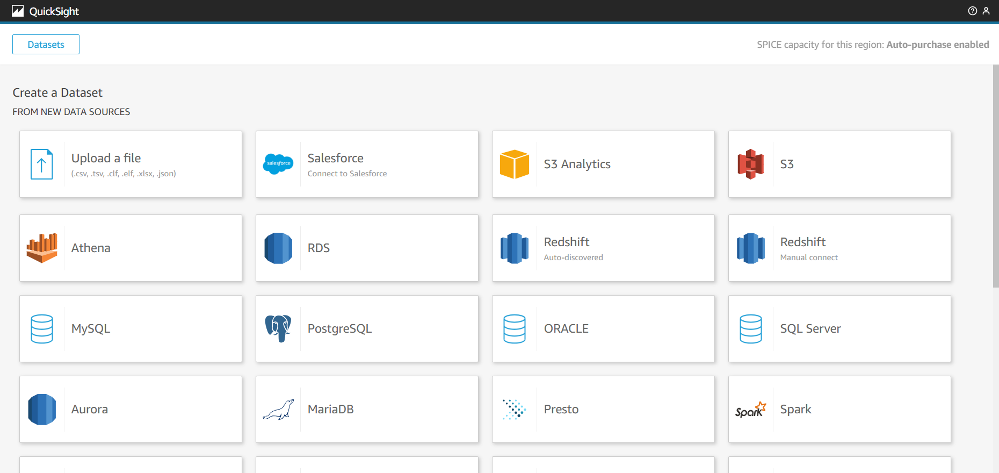 QuickSight
Datasets
SPICE capacity for this region: Auto-purchase enabled
Create a Dataset
FROM NEW DATA SOURCES
Upload a file
(.csv, .tsv, .clf, .elf, .xlsx, .json)
salesforce
Salesforce
Connect to Salesforce
S3 Analytics
S3
Athena
RDS
Redshift
Auto-discovered
Redshift
Manual connect
MySQL
PostgreSQL
ORACLE
SQL Server
Aurora
MariaDB
Presto
Spark
Spark